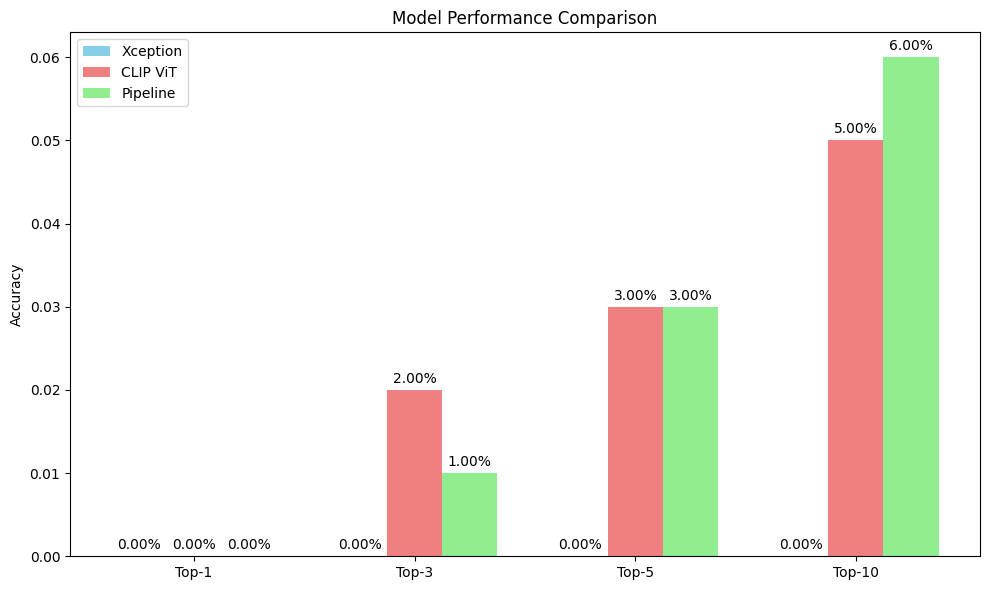 Model Performance Comparison
Xception
CLIP ViT
Pipeline
Accuracy
0.06
0.05
0.04
0.03
0.02
0.01
0.00
0.00% 0.00% 0.00%
0.00% 2.00% 1.00%
0.00% 3.00% 3.00%
0.00% 5.00% 6.00%
Top-1 Top-3 Top-5 Top-10